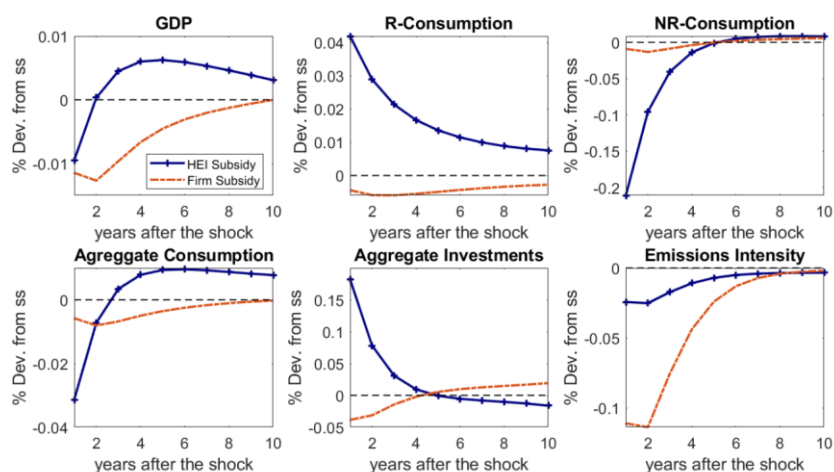 GDP
R-Consumption
NR-Consumption
% Dev. from ss
0.01
0
-0.01
HEI Subsidy
Firm Subsidy
2 4 6 8 10
years after the shock
% Dev. from ss
0.04
0.03
0.02
0.01
0
2 4 6 8 10
years after the shock
% Dev. from ss
0
-0.05
-0.1
-0.15
-0.2
2 4 6 8 10
years after the shock
Agreggate Consumption
Aggregate Investments
Emissions Intensity
% Dev. from ss
0
-0.02
-0.04
2 4 6 8 10
years after the shock
% Dev. from ss
0.15
0.1
0.05
0
-0.05
2 4 6 8 10
years after the shock
% Dev. from ss
0
-0.05
-0.1
2 4 6 8 10
years after the shock